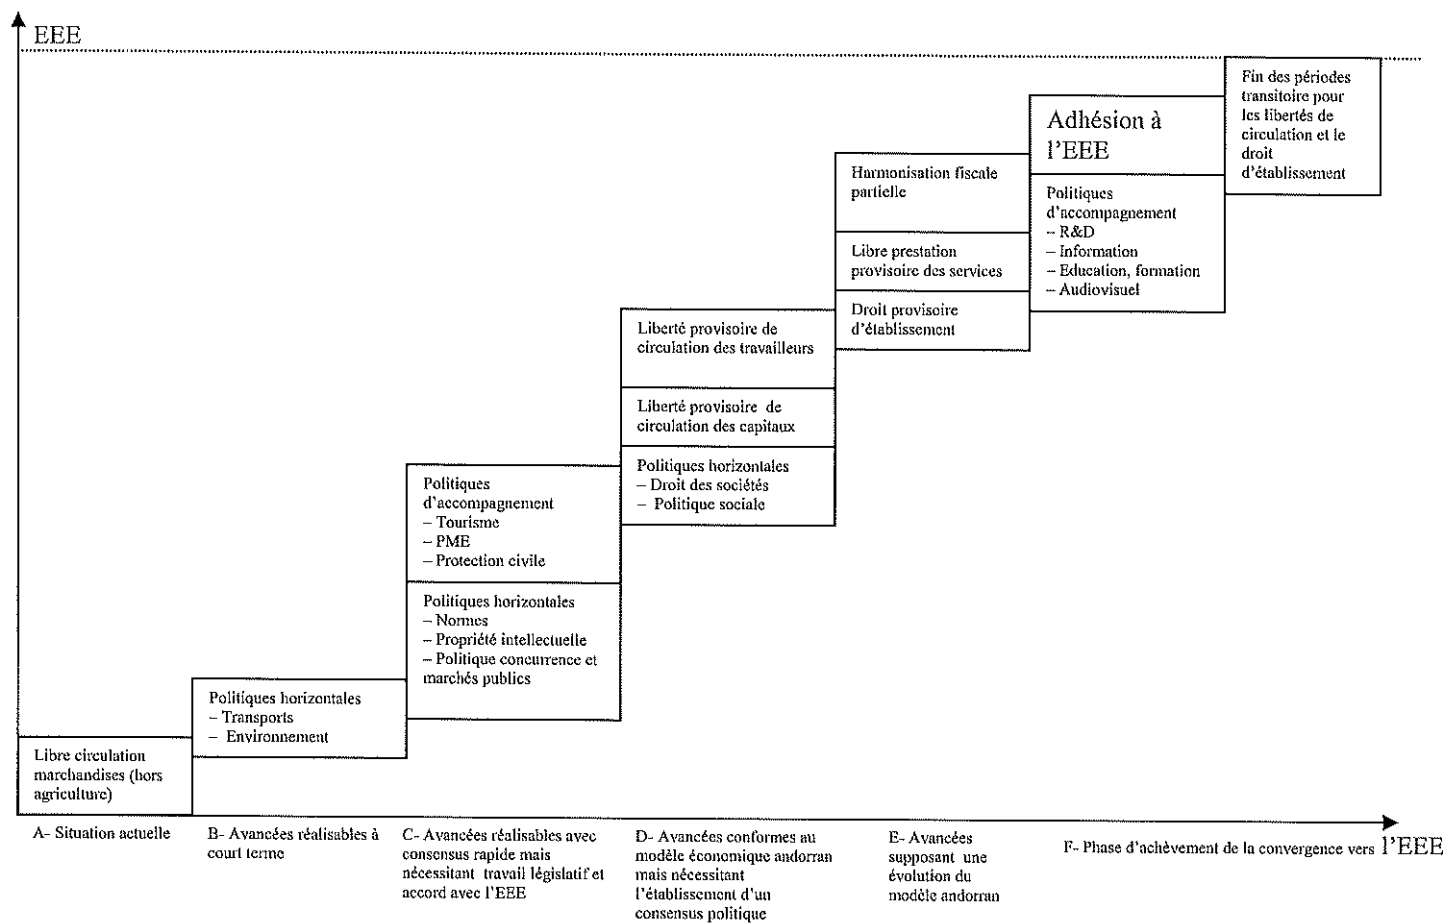 EEE
Fin des périodes
transitoire pour
les libertés de
circulation et le
droit
d'établissement
Adhésion à
l'EEE
Politiques
d'accompagnement
– R&D
– Information
– Education, formation
– Audiovisuel
Harmonisation fiscale
partielle
Libre prestation
provisoire des services
Droit provisoire
d'établissement
Liberté provisoire de
circulation des travailleurs
Liberté provisoire de
circulation des capitaux
Politiques horizontales
– Droit des sociétés
– Politique sociale
Politiques
d'accompagnement
– Tourisme
– PME
– Protection civile
Politiques horizontales
– Normes
– Propriété intellectuelle
– Politique concurrence et
marchés publics
Politiques horizontales
– Transports
– Environnement
Libre circulation
marchandises (hors
agriculture)
A- Situation actuelle
B- Avancées réalisables à
court terme
C- Avancées réalisables avec
consensus rapide mais
nécessitant travail législatif et
accord avec l'EEE
D- Avancées conformes au
modèle économique andorran
mais nécessitant
l'établissement d'un
consensus politique
E- Avancées
supposant une
évolution du
modèle andorran
F- Phase d'achèvement de la convergence vers l'EEE